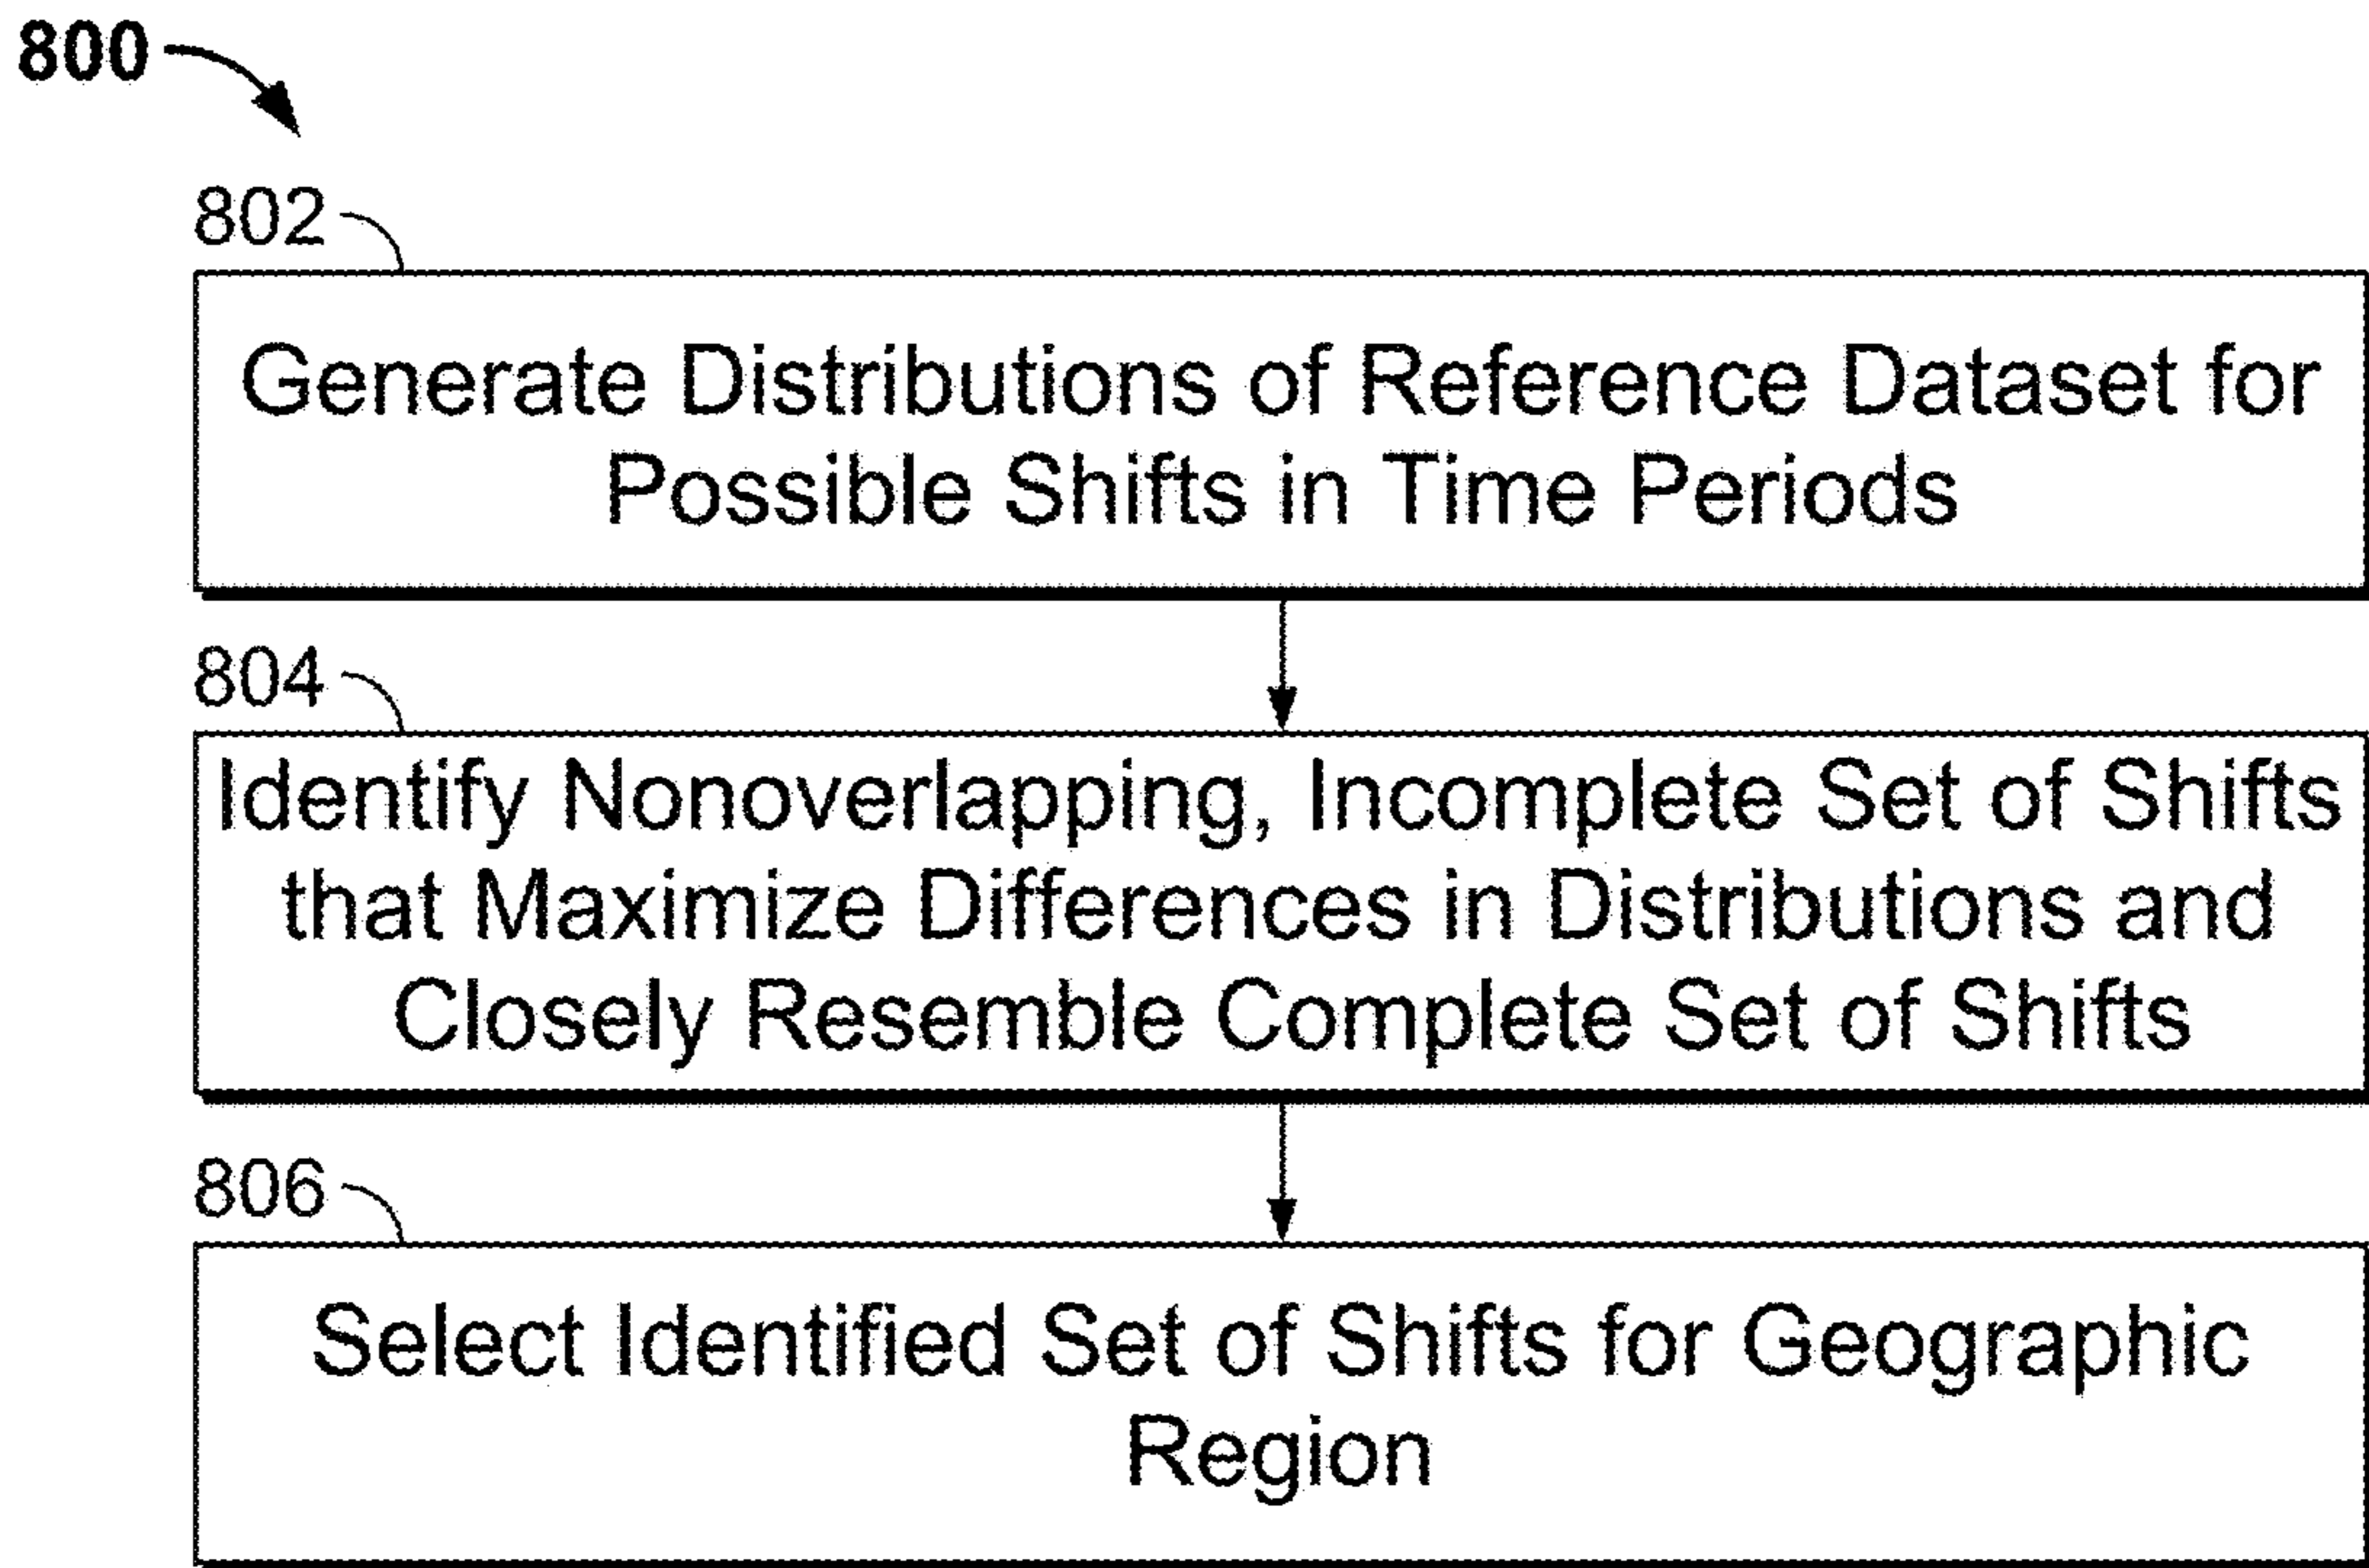 800
802
Generate Distributions of Reference Dataset for
Possible Shifts in Time Periods
804
Identify Nonoverlapping, Incomplete Set of Shifts
that Maximize Differences in Distributions and
Closely Resemble Complete Set of Shifts
806
Select Identified Set of Shifts for Geographic
Region